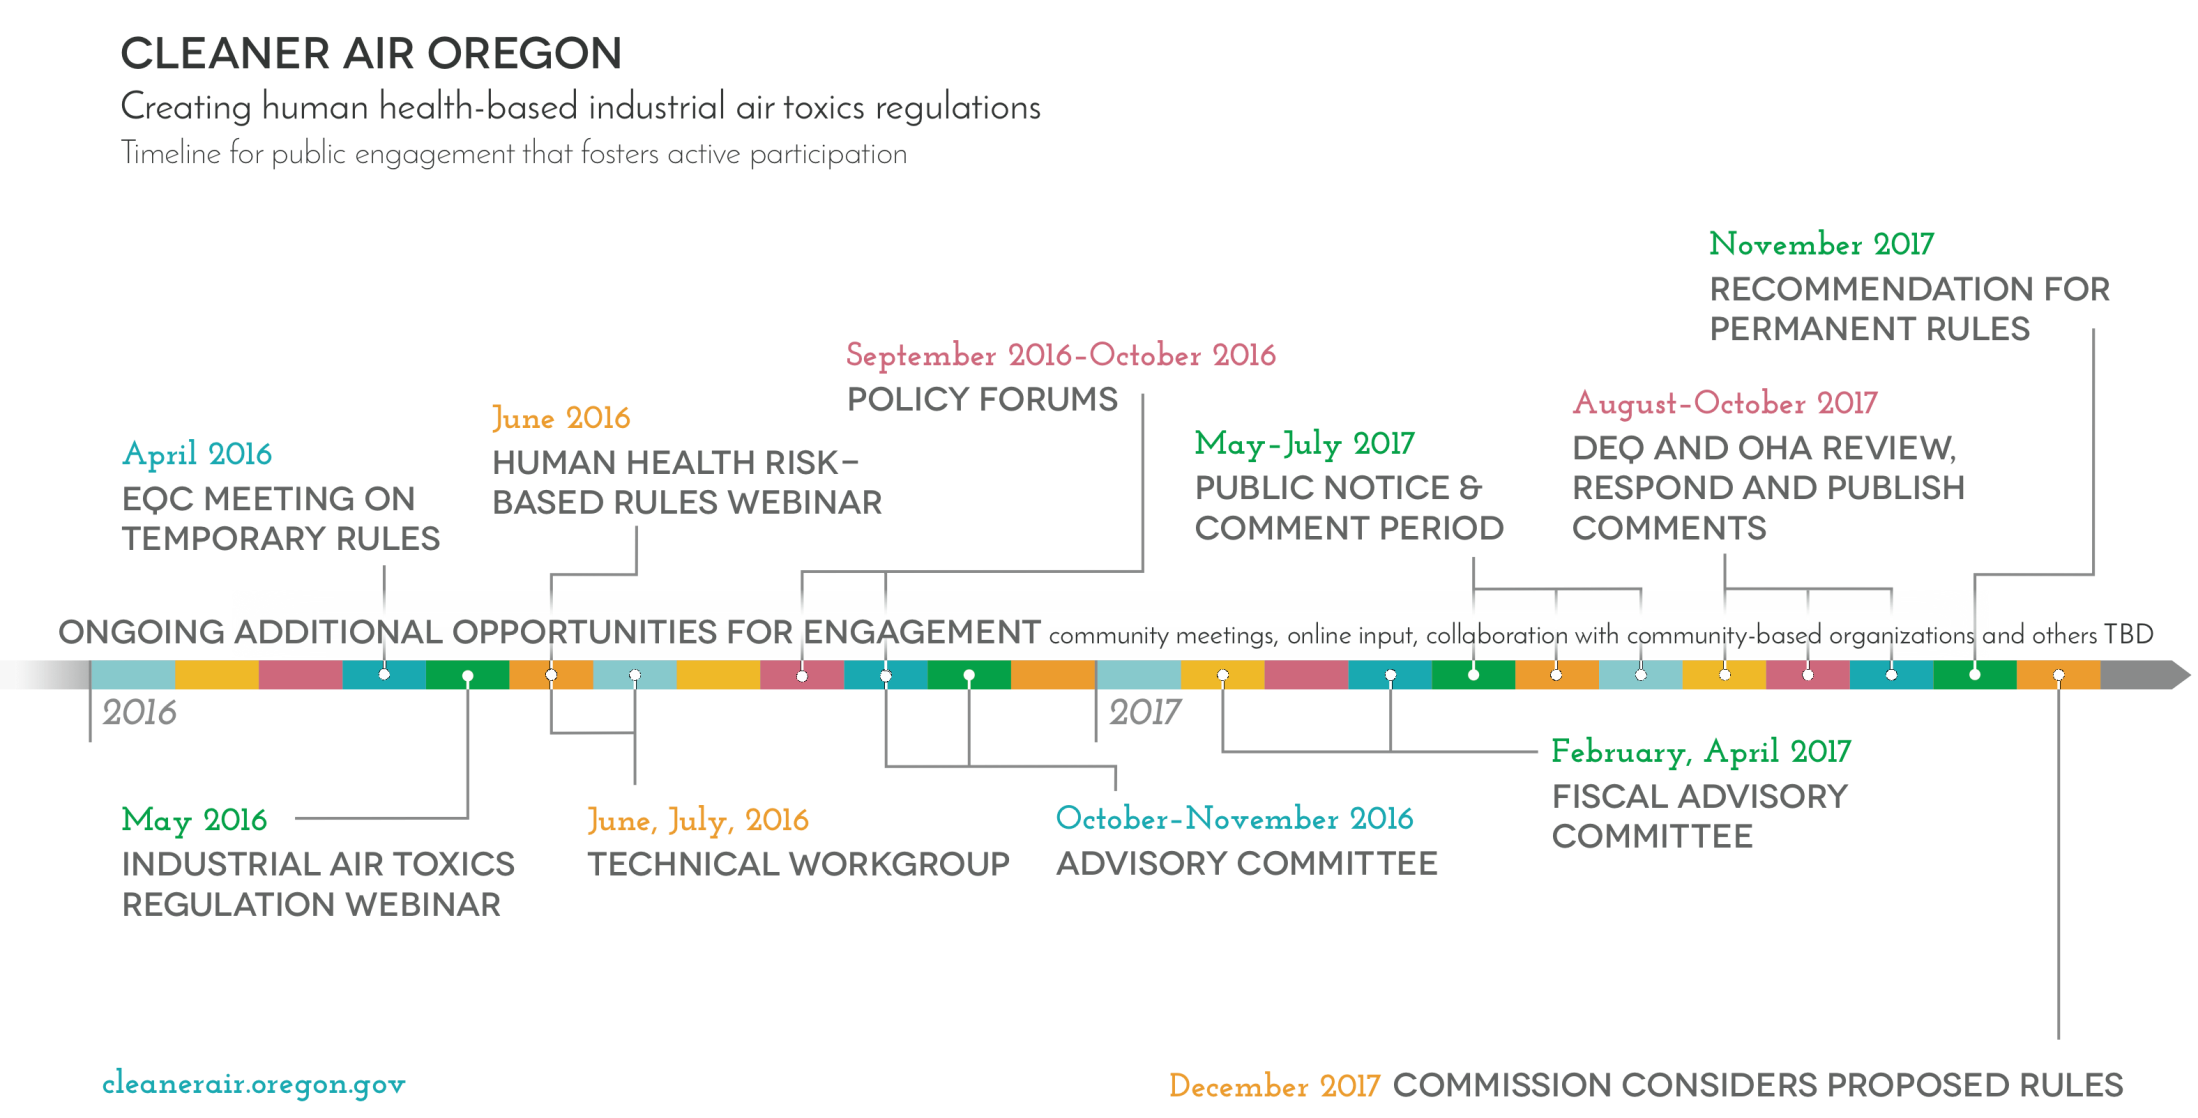 CLEANER AIR OREGON
Creating human health-based industrial air toxics regulations
Timeline for public engagement that fosters active participation
November 2017
RECOMMENDATION FOR
PERMANENT RULES
September 2016–October 2016
POLICY FORUMS
August–October 2017
DEQ AND OHA REVIEW,
RESPOND AND PUBLISH
COMMENTS
June 2016
HUMAN HEALTH RISK–
BASED RULES WEBINAR
May–July 2017
PUBLIC NOTICE &
COMMENT PERIOD
April 2016
EQC MEETING ON
TEMPORARY RULES
ONGOING ADDITIONAL OPPORTUNITIES FOR ENGAGEMENT community meetings, online input, collaboration with community-based organizations and others TBD
2016
2017
February, April 2017
FISCAL ADVISORY
COMMITTEE
May 2016
INDUSTRIAL AIR TOXICS
REGULATION WEBINAR
June, July, 2016
TECHNICAL WORKGROUP
October–November 2016
ADVISORY COMMITTEE
cleanerair.oregon.gov
December 2017 COMMISSION CONSIDERS PROPOSED RULES